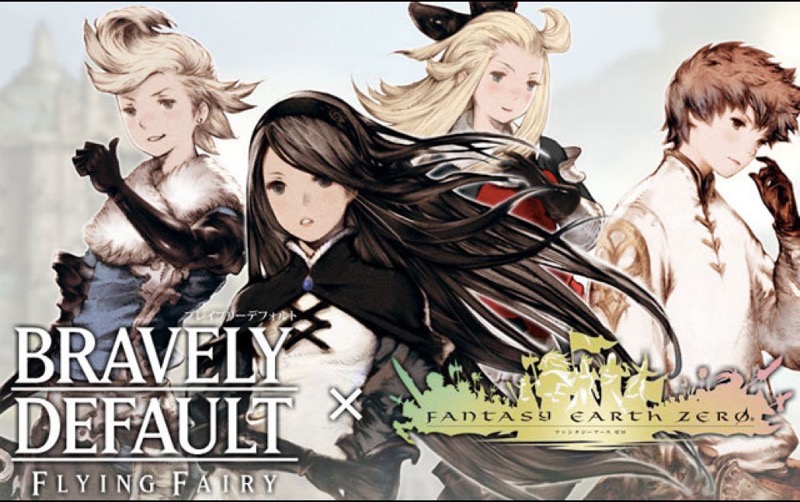 ブレイブリーデフォルト
BRAVELY
DEFAULT
FLYING FAIRY
×
FANTASY EARTH ZERO®
ファンタジーアース ゼロ